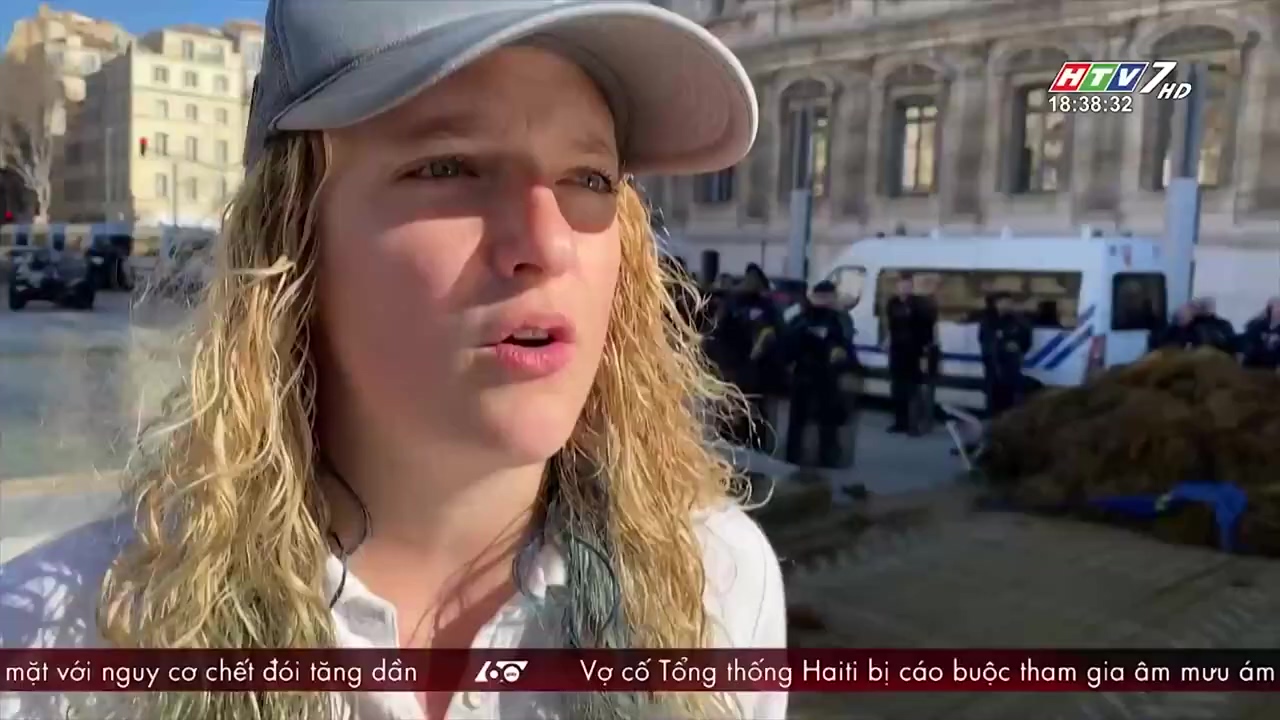 HTV7 HD
18:38:32
mặt với nguy cơ chết đói tăng dần 60 Vợ cố Tổng thống Haiti bị cáo buộc tham gia âm mưu ám